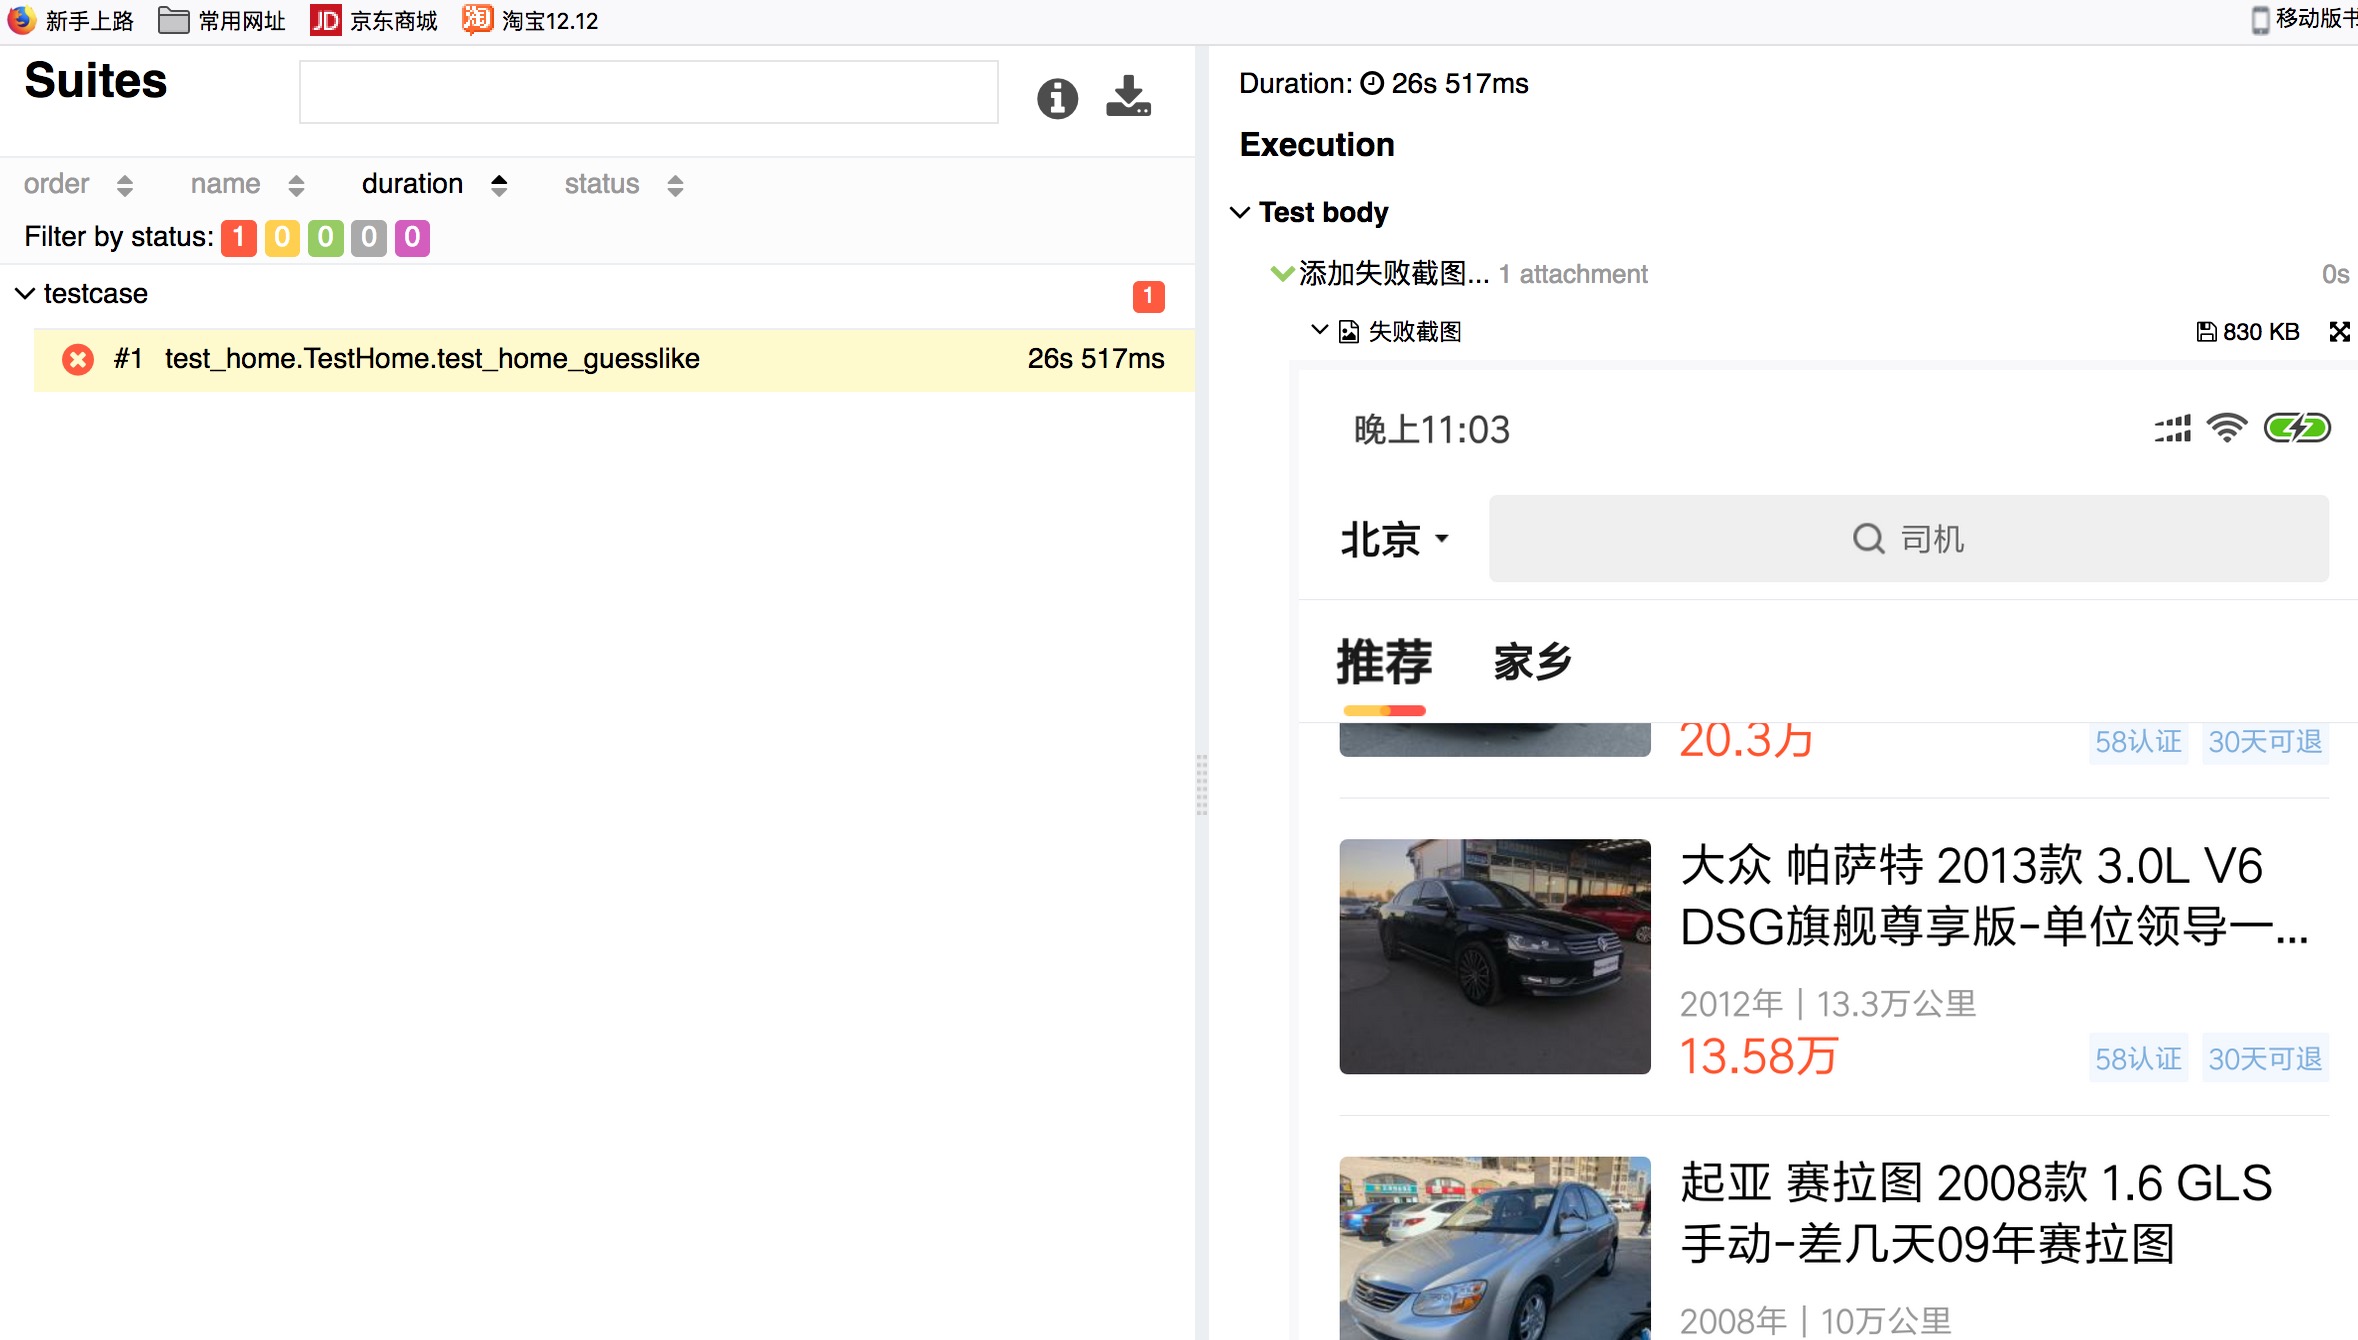 新手上路 常用网址 JD 京东商城 淘 淘宝12.12
移动版书
Suites
order name duration status
Filter by status: 1 0 0 0 0
testcase 1
#1 test_home.TestHome.test_home_guesslike 26s 517ms
Duration: 26s 517ms
Execution
Test body
添加失败截图... 1 attachment 0s
失败截图 830 KB
晚上11:03
北京 司机
推荐 家乡
20.3万 58认证 30天可退
大众 帕萨特 2013款 3.0L V6
DSG旗舰尊享版-单位领导一...
2012年 | 13.3万公里
13.58万 58认证 30天可退
起亚 赛拉图 2008款 1.6 GLS
手动-差几天09年赛拉图
2008年 | 10万公里